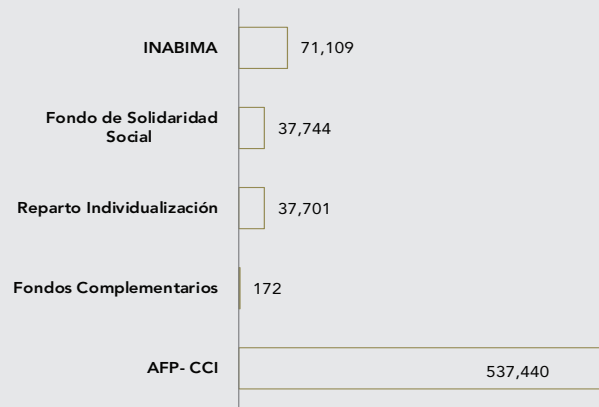 INABIMA 71,109
Fondo de Solidaridad
Social
37,744
Reparto Individualización 37,701
Fondos Complementarios 172
AFP- CCI 537,440